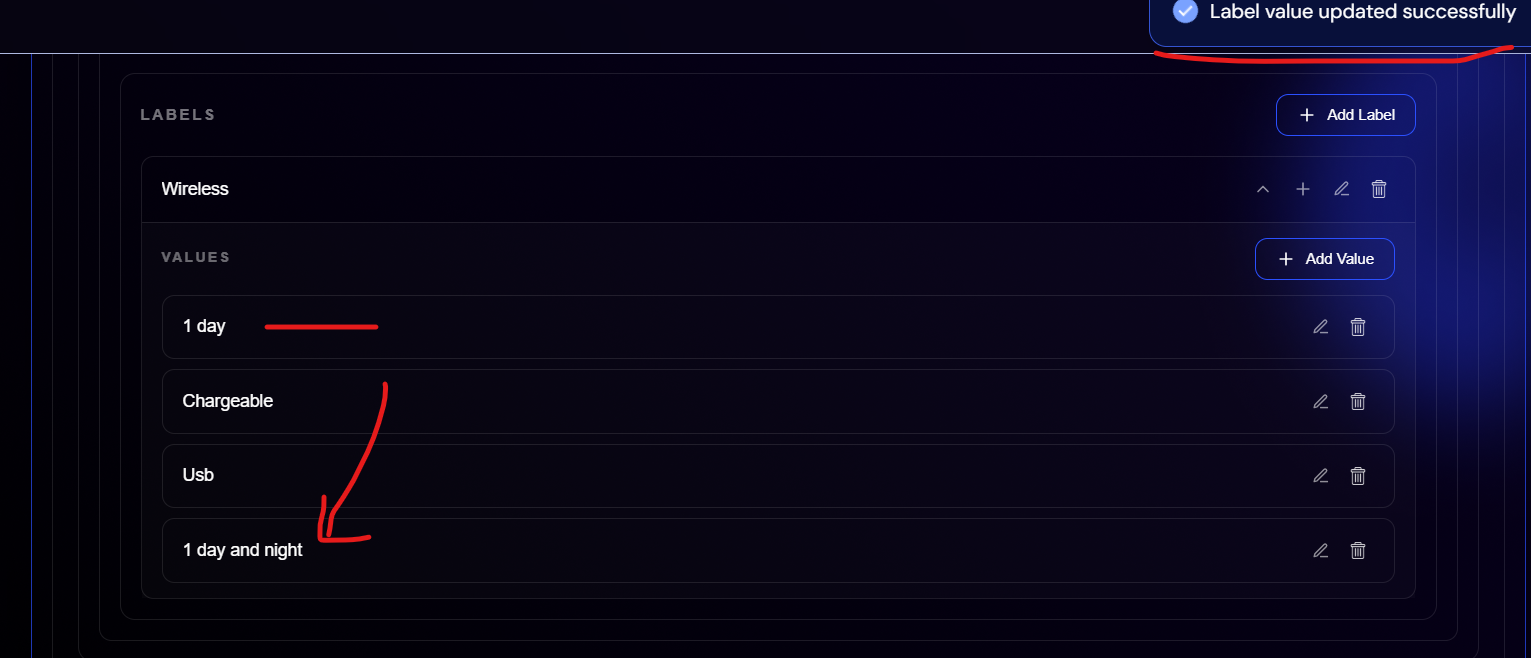 Label value updated successfully
LABELS
Add Label
Wireless
VALUES
Add Value
1 day
Chargeable
Usb
1 day and night